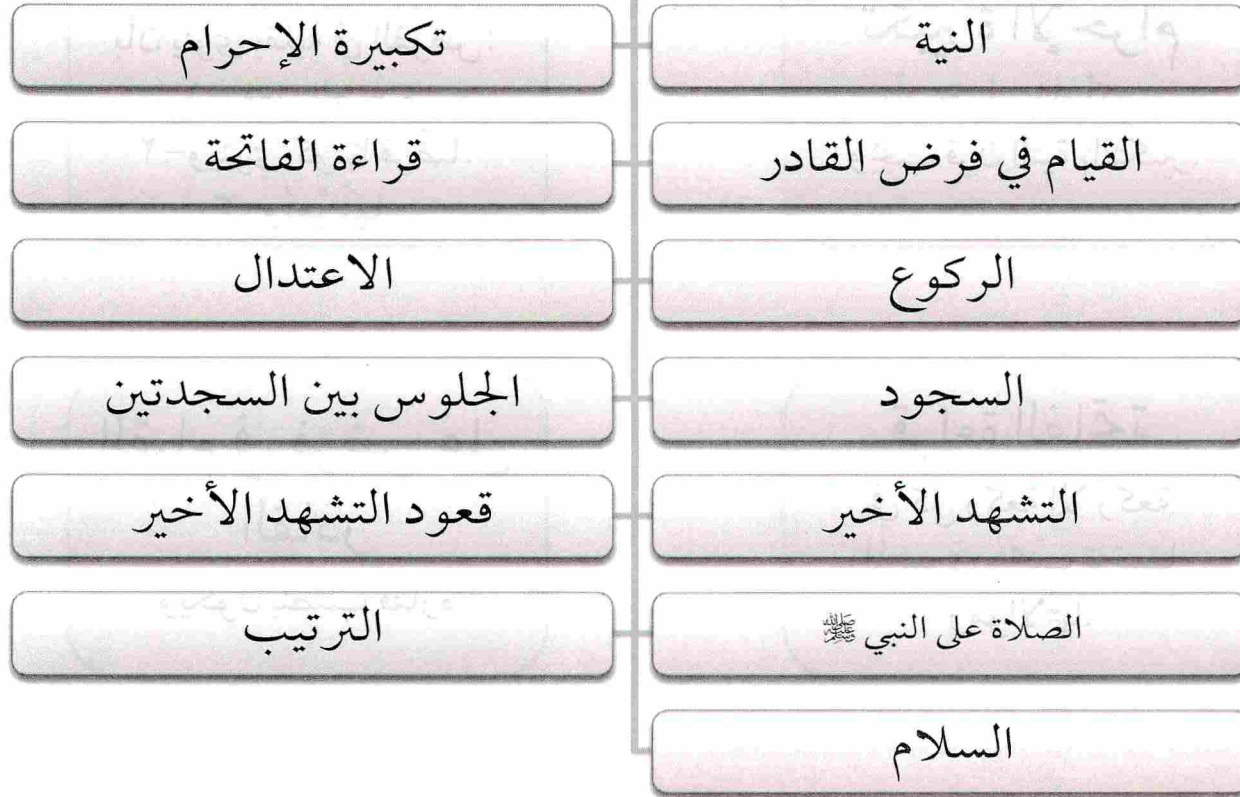 النية
تكبيرة الإحرام
القيام في فرض القادر
قراءة الفاتحة
الركوع
الاعتدال
السجود
الجلوس بين السجدتين
التشهد الأخير
قعود التشهد الأخير
الصلاة على النبي ﷺ
الترتيب
السلام